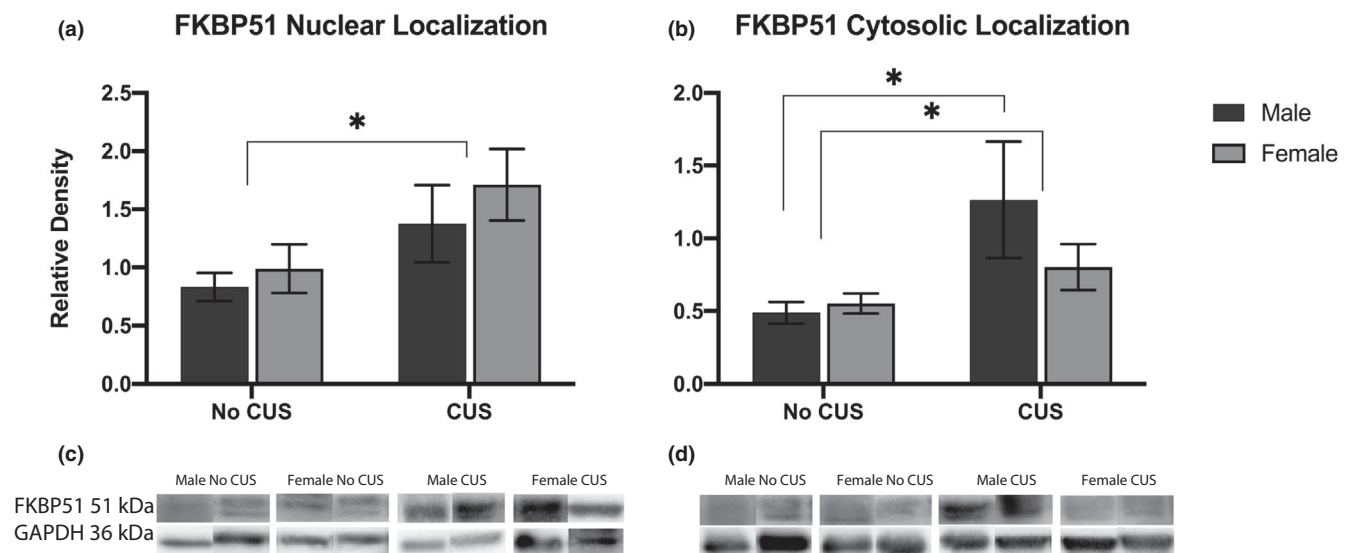 (a) FKBP51 Nuclear Localization
2.5
2.0
1.5
1.0
0.5
0.0
Relative Density
*
No CUS CUS
(b) FKBP51 Cytosolic Localization
2.0
1.5
1.0
0.5
0.0
*
*
No CUS CUS
Male
Female
(c)
Male No CUS Female No CUS Male CUS Female CUS
FKBP51 51 kDa
GAPDH 36 kDa
(d)
Male No CUS Female No CUS Male CUS Female CUS